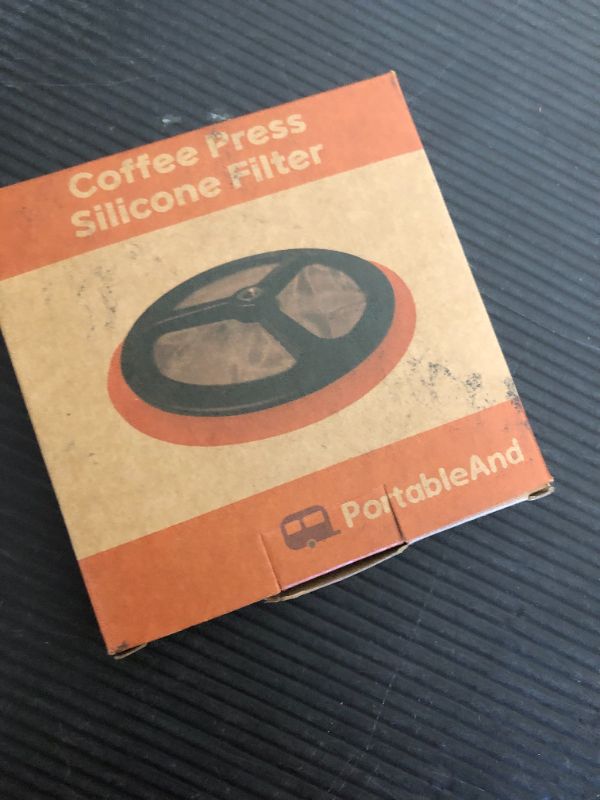 Coffee Press
Silicone Filter
PortableAnd